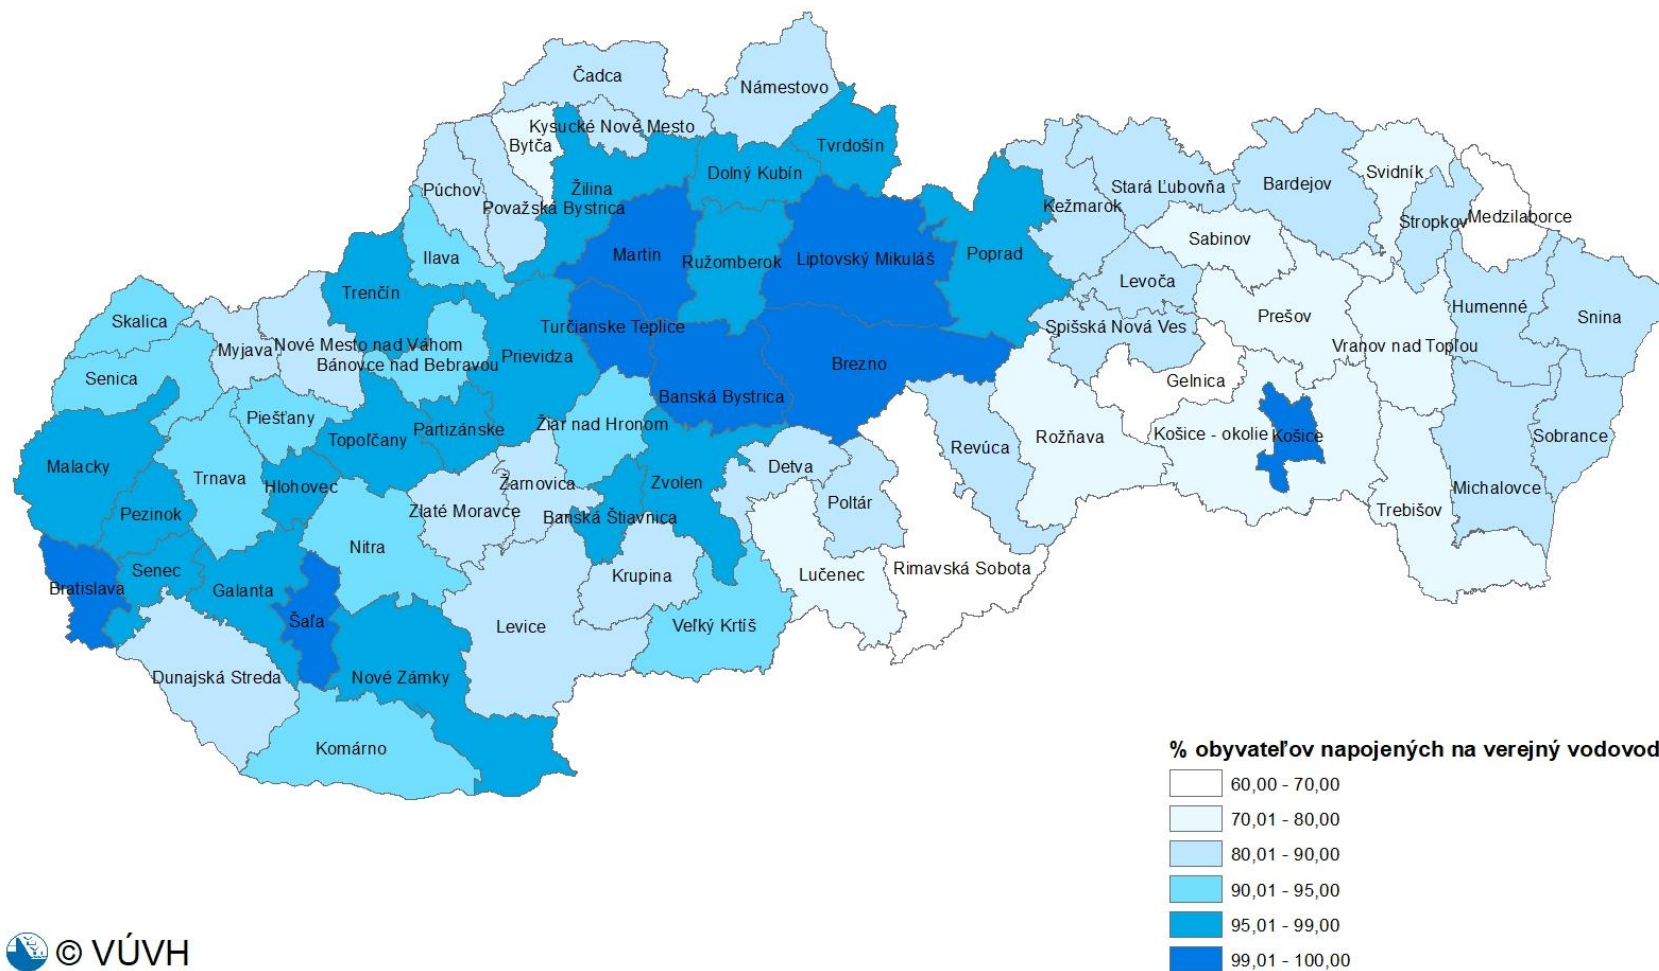 Čadca
Námestovo
Kysucké Nové Mesto
Bytča
Tvrdošín
Dolný Kubín
Púchov
Žilina
Považská Bystrica
Stará Ľubovňa
Bardejov
Svidník
Kežmarok
Stropkov
Medzilaborce
Sabinov
Ilava
Martin
Ružomberok
Liptovský Mikuláš
Poprad
Levoča
Trenčín
Humenné
Snina
Prešov
Skalica
Turčianske Teplice
Spišská Nová Ves
Myjava
Nové Mesto nad Váhom
Vranov nad Topľou
Bánovce nad Bebravou
Prievidza
Brezno
Senica
Gelnica
Banská Bystrica
Piešťany
Žiar nad Hronom
Topoľčany
Partizánske
Rožňava
Košice - okolie
Košice
Sobrance
Revúca
Malacky
Detva
Trnava
Hlohovec
Žarnovica
Zvolen
Michalovce
Poltár
Zlaté Moravce
Trebišov
Pezinok
Banská Štiavnica
Nitra
Senec
Rimavská Sobota
Krupina
Lučenec
Bratislava
Galanta
Šaľa
Levice
Veľký Krtíš
Dunajská Streda
Nové Zámky
Komárno
% obyvateľov napojených na verejný vodovod
60,00 - 70,00
70,01 - 80,00
80,01 - 90,00
90,01 - 95,00
95,01 - 99,00
99,01 - 100,00
© VÚVH